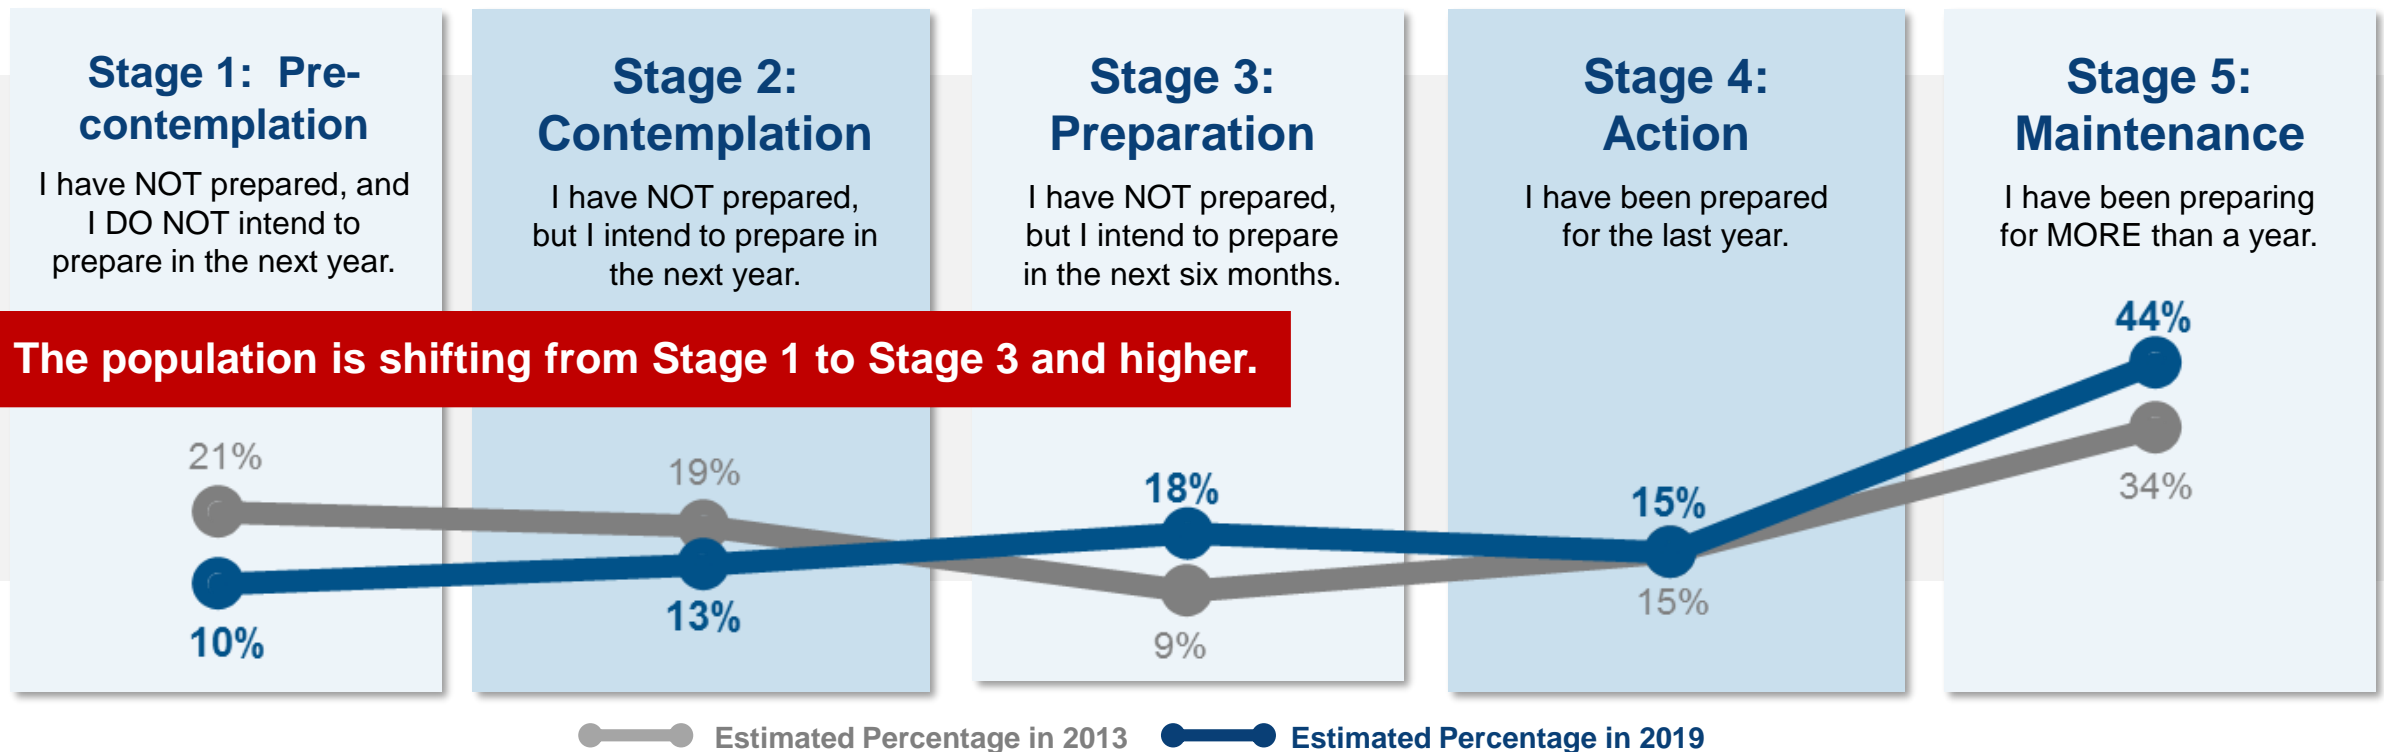 Stage 1:  Pre-
contemplation
I have NOT prepared, and
I DO NOT intend to
prepare in the next year.
Stage 2:
Contemplation
I have NOT prepared,
but I intend to prepare in
the next year.
Stage 3:
Preparation
I have NOT prepared,
but I intend to prepare
in the next six months.
Stage 4:
Action
I have been prepared
for the last year.
Stage 5:
Maintenance
I have been preparing
for MORE than a year.
The population is shifting from Stage 1 to Stage 3 and higher.
21%
10%
19%
13%
18%
9%
15%
15%
44%
34%
Estimated Percentage in 2013
Estimated Percentage in 2019